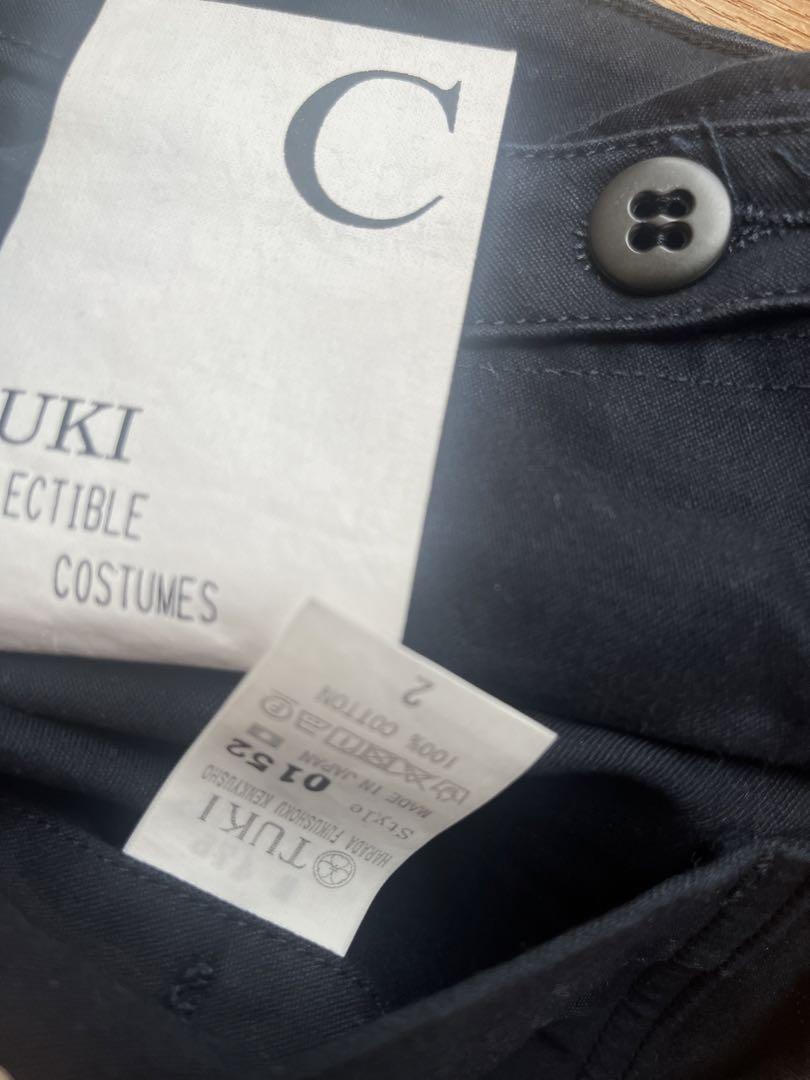 C
UKI
ECTIBLE
COSTUMES
TUKI
HARADA FUKUSHOKU KENKYUSHO
Style 0152
MADE IN JAPAN
100% COTTON
2